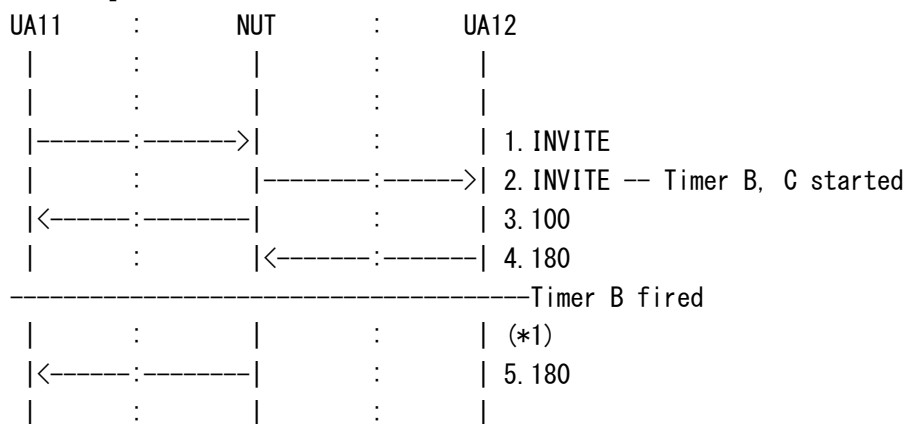 UA11 : NUT : UA12
| : | : |
| : | : |
|-------:------->| : | 1. INVITE
| : |--------:------>| 2. INVITE -- Timer B, C started
|<------:--------| : | 3. 100
| : |<-------:-------| 4. 180
---------------------------------------Timer B fired
| : | : | (*1)
|<------:--------| : | 5. 180
| : | : |